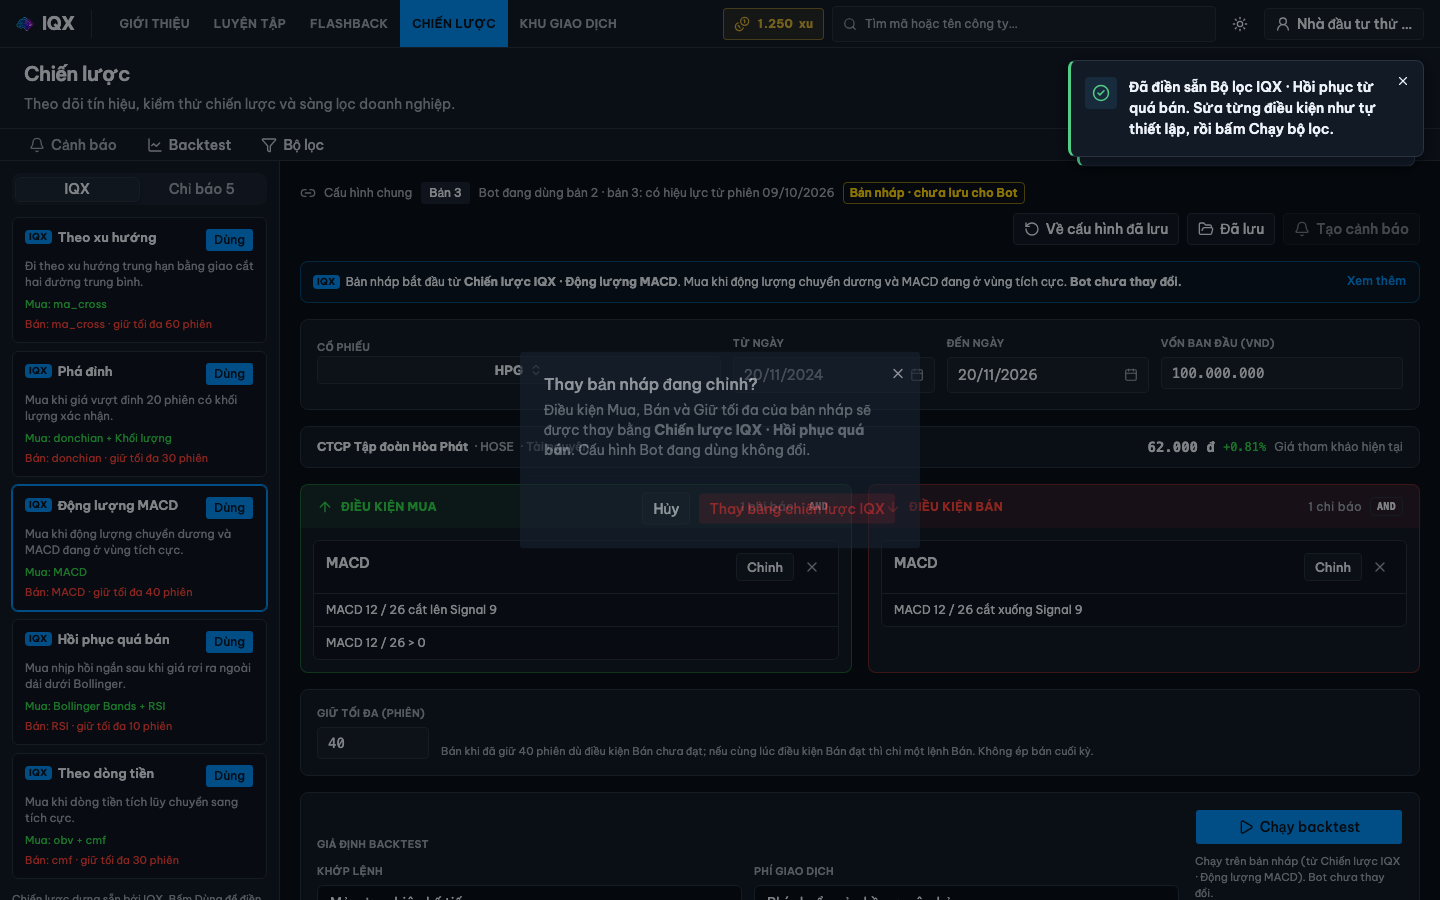 IQX
GIỚI THIỆU
LUYỆN TẬP
FLASHBACK
CHIẾN LƯỢC
KHU GIAO DỊCH
1.250 xu
Tìm mã hoặc tên công ty...
Nhà đầu tư thử ...
Chiến lược
Theo dõi tín hiệu, kiểm thử chiến lược và sàng lọc doanh nghiệp.
Đã điền sẵn Bộ lọc IQX · Hồi phục từ
quá bán. Sửa từng điều kiện như tự
thiết lập, rồi bấm Chạy bộ lọc.
Cảnh báo
Backtest
Bộ lọc
IQX
Chỉ báo 5
IQX Theo xu hướng
Dùng
Đi theo xu hướng trung hạn bằng giao cắt
hai đường trung bình.
Mua: ma_cross
Bán: ma_cross · giữ tối đa 60 phiên
IQX Phá đỉnh
Dùng
Mua khi giá vượt đỉnh 20 phiên có khối
lượng xác nhận.
Mua: donchian + Khối lượng
Bán: donchian · giữ tối đa 30 phiên
IQX Động lượng MACD
Dùng
Mua khi động lượng chuyển dương và
MACD đang ở vùng tích cực.
Mua: MACD
Bán: MACD · giữ tối đa 40 phiên
IQX Hồi phục quá bán
Dùng
Mua nhịp hồi ngắn sau khi giá rơi ra ngoài
dải dưới Bollinger.
Mua: Bollinger Bands + RSI
Bán: RSI · giữ tối đa 10 phiên
IQX Theo dòng tiền
Dùng
Mua khi dòng tiền tích lũy chuyển sang
tích cực.
Mua: obv + cmf
Bán: cmf · giữ tối đa 30 phiên
Chiến lược dựng sẵn bởi IQX. Bấm Dùng để điền
Cấu hình chung
Bản 3
Bot đang dùng bản 2 · bản 3: có hiệu lực từ phiên 09/10/2026
Bản nháp · chưa lưu cho Bot
Về cấu hình đã lưu
Đã lưu
Tạo cảnh báo
IQX Bản nháp bắt đầu từ Chiến lược IQX · Động lượng MACD. Mua khi động lượng chuyển dương và MACD đang ở vùng tích cực. Bot chưa thay đổi.
Xem thêm
CỔ PHIẾU
HPG
TỪ NGÀY
20/11/2024
ĐẾN NGÀY
20/11/2026
VỐN BAN ĐẦU (VND)
100.000.000
CTCP Tập đoàn Hòa Phát · HOSE
62.000 đ +0.81% Giá tham khảo hiện tại
Thay bản nháp đang chỉnh?
Điều kiện Mua, Bán và Giữ tối đa của bản nháp sẽ
được thay bằng Chiến lược IQX · Hồi phục quá
bán. Cấu hình Bot đang dùng không đổi.
Hủy
Thay bằng chiến lược IQX
ĐIỀU KIỆN MUA
1 chỉ báo AND
MACD
Chỉnh
MACD 12 / 26 cắt lên Signal 9
MACD 12 / 26 > 0
ĐIỀU KIỆN BÁN
1 chỉ báo AND
MACD
Chỉnh
MACD 12 / 26 cắt xuống Signal 9
GIỮ TỐI ĐA (PHIÊN)
40
Bán khi đã giữ 40 phiên dù điều kiện Bán chưa đạt; nếu cùng lúc điều kiện Bán đạt thì chỉ một lệnh Bán. Không ép bán cuối kỳ.
GIẢ ĐỊNH BACKTEST
KHỚP LỆNH
PHÍ GIAO DỊCH
Chạy backtest
Chạy trên bản nháp (từ Chiến lược IQX
· Động lượng MACD). Bot chưa thay
đổi.